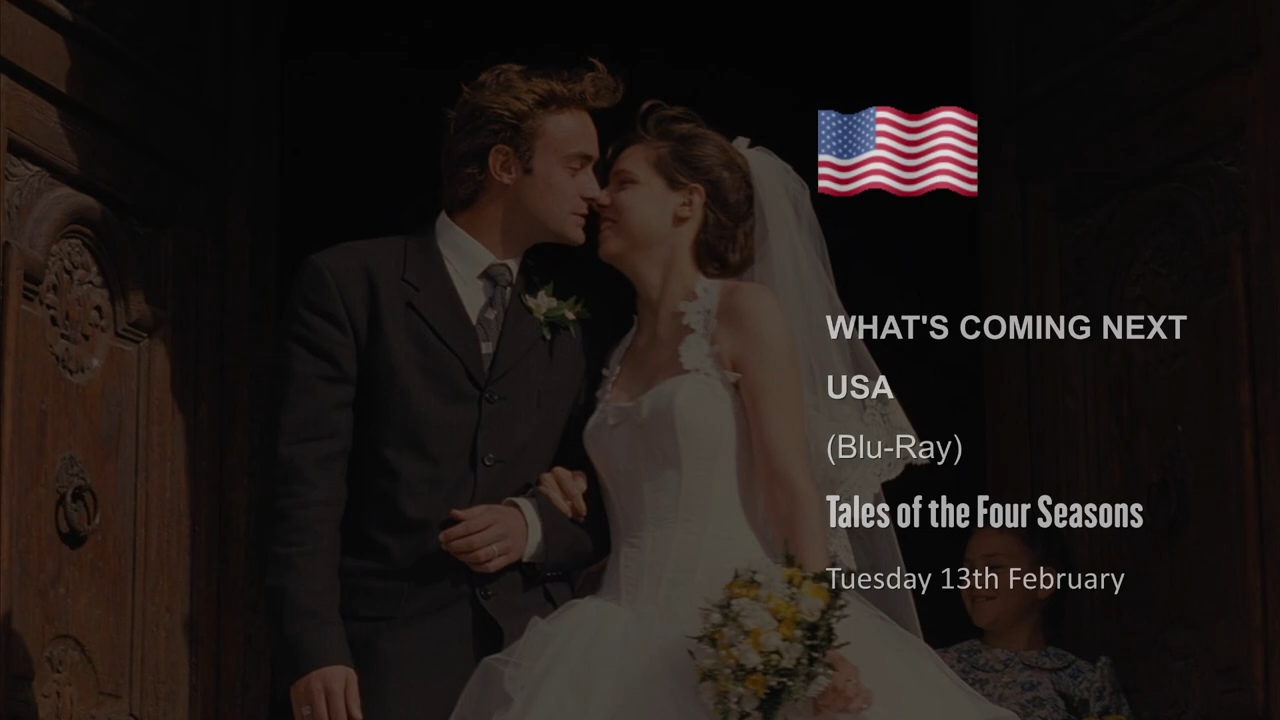 WHAT'S COMING NEXT
USA
(Blu-Ray)
Tales of the Four Seasons
Tuesday 13th February